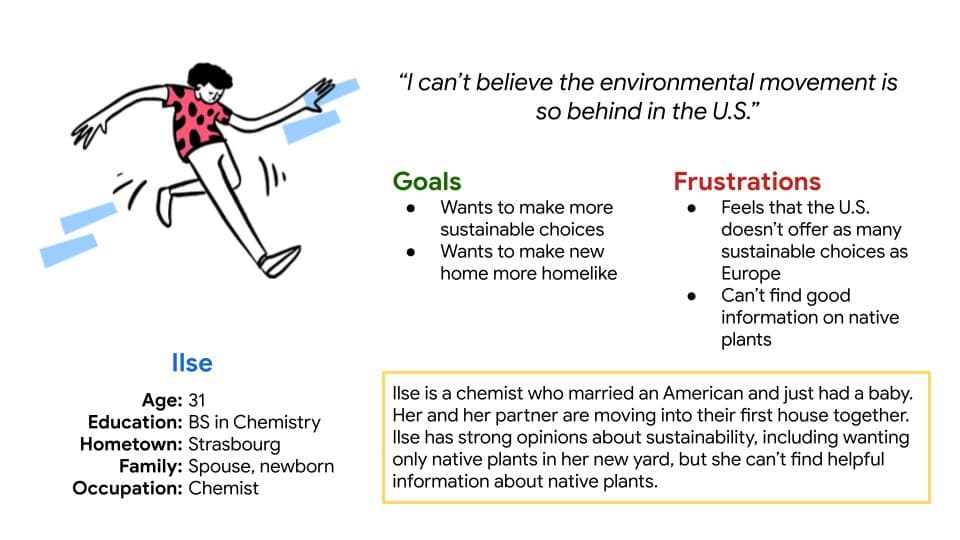 “I can’t believe the environmental movement is
so behind in the U.S.”
Goals
● Wants to make more
sustainable choices
● Wants to make new
home more homelike
Frustrations
● Feels that the U.S.
doesn’t offer as many
sustainable choices as
Europe
● Can’t find good
information on native
plants
Ilse
Age: 31
Education: BS in Chemistry
Hometown: Strasbourg
Family: Spouse, newborn
Occupation: Chemist
Ilse is a chemist who married an American and just had a baby.
Her and her partner are moving into their first house together.
Ilse has strong opinions about sustainability, including wanting
only native plants in her new yard, but she can’t find helpful
information about native plants.